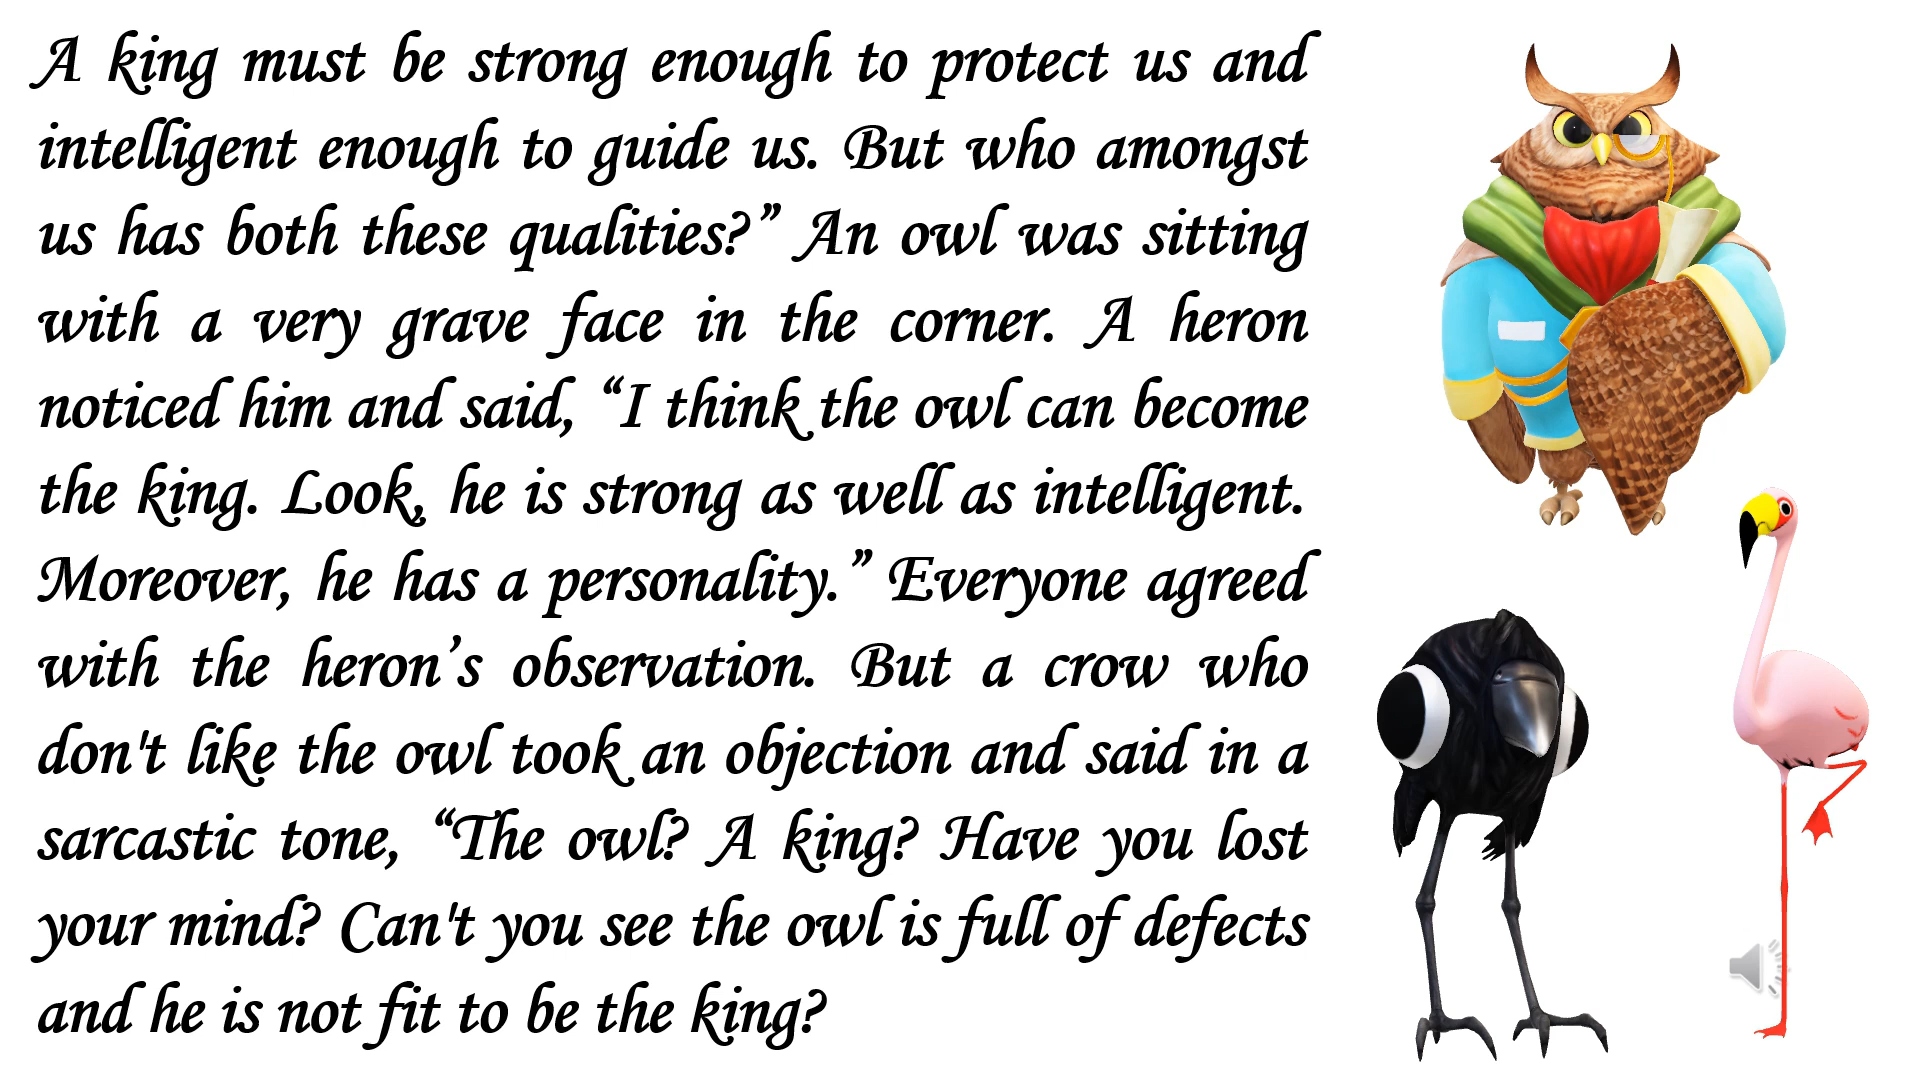 A king must be strong enough to protect us and
intelligent enough to guide us. But who amongst
us has both these qualities?” An owl was sitting
with a very grave face in the corner. A heron
noticed him and said, “I think the owl can become
the king. Look, he is strong as well as intelligent.
Moreover, he has a personality.” Everyone agreed
with the heron’s observation. But a crow who
don't like the owl took an objection and said in a
sarcastic tone, “The owl? A king? Have you lost
your mind? Can't you see the owl is full of defects
and he is not fit to be the king?